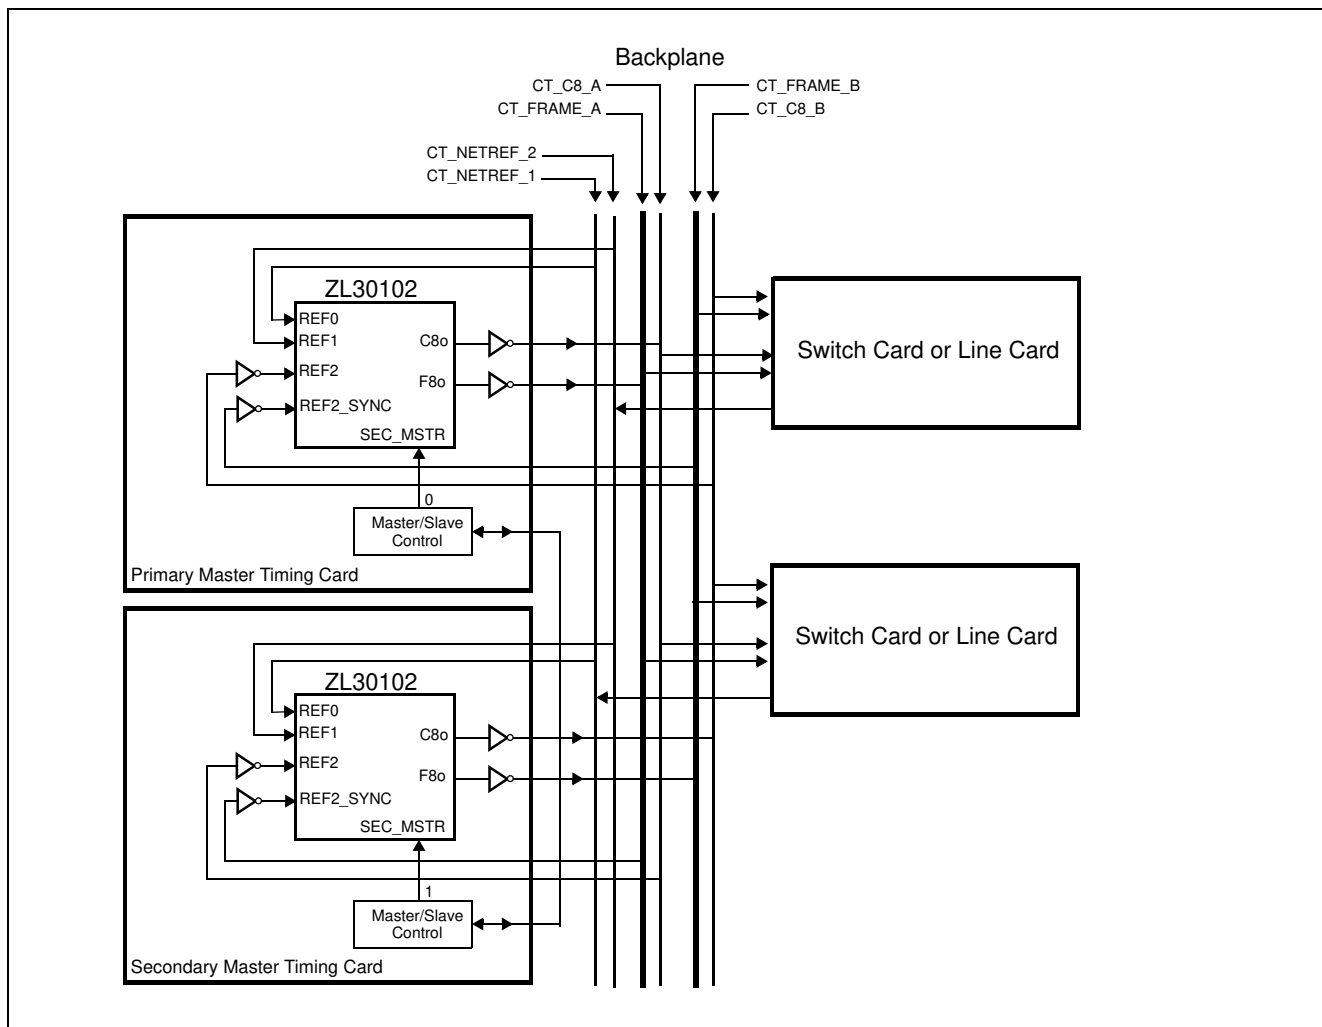 Backplane
CT_C8_A
CT_FRAME_B
CT_FRAME_A
CT_C8_B
CT_NETREF_2
CT_NETREF_1
ZL30102
REF0
REF1
C8o
REF2
F8o
REF2_SYNC
SEC_MSTR
0
Master/Slave
Control
Primary Master Timing Card
Switch Card or Line Card
ZL30102
REF0
REF1
C8o
REF2
F8o
REF2_SYNC
SEC_MSTR
1
Master/Slave
Control
Secondary Master Timing Card
Switch Card or Line Card